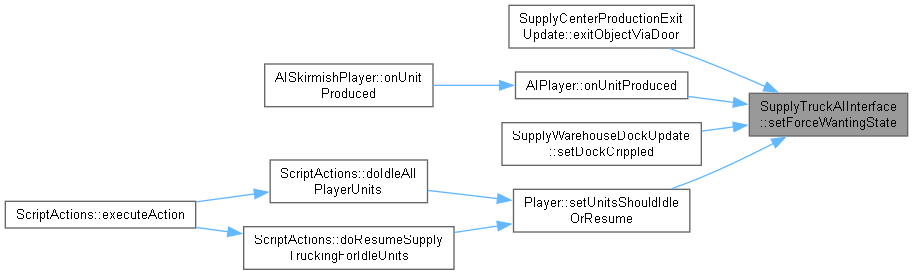 SupplyCenterProductionExit
Update::exitObjectViaDoor
AISkirmishPlayer::onUnit
Produced
AIPlayer::onUnitProduced
SupplyTruckAIInterface
::setForceWantingState
SupplyWarehouseDockUpdate
::setDockCrippled
ScriptActions::doIdleAll
PlayerUnits
ScriptActions::executeAction
Player::setUnitsShouldIdle
OrResume
ScriptActions::doResumeSupply
TruckingForIdleUnits